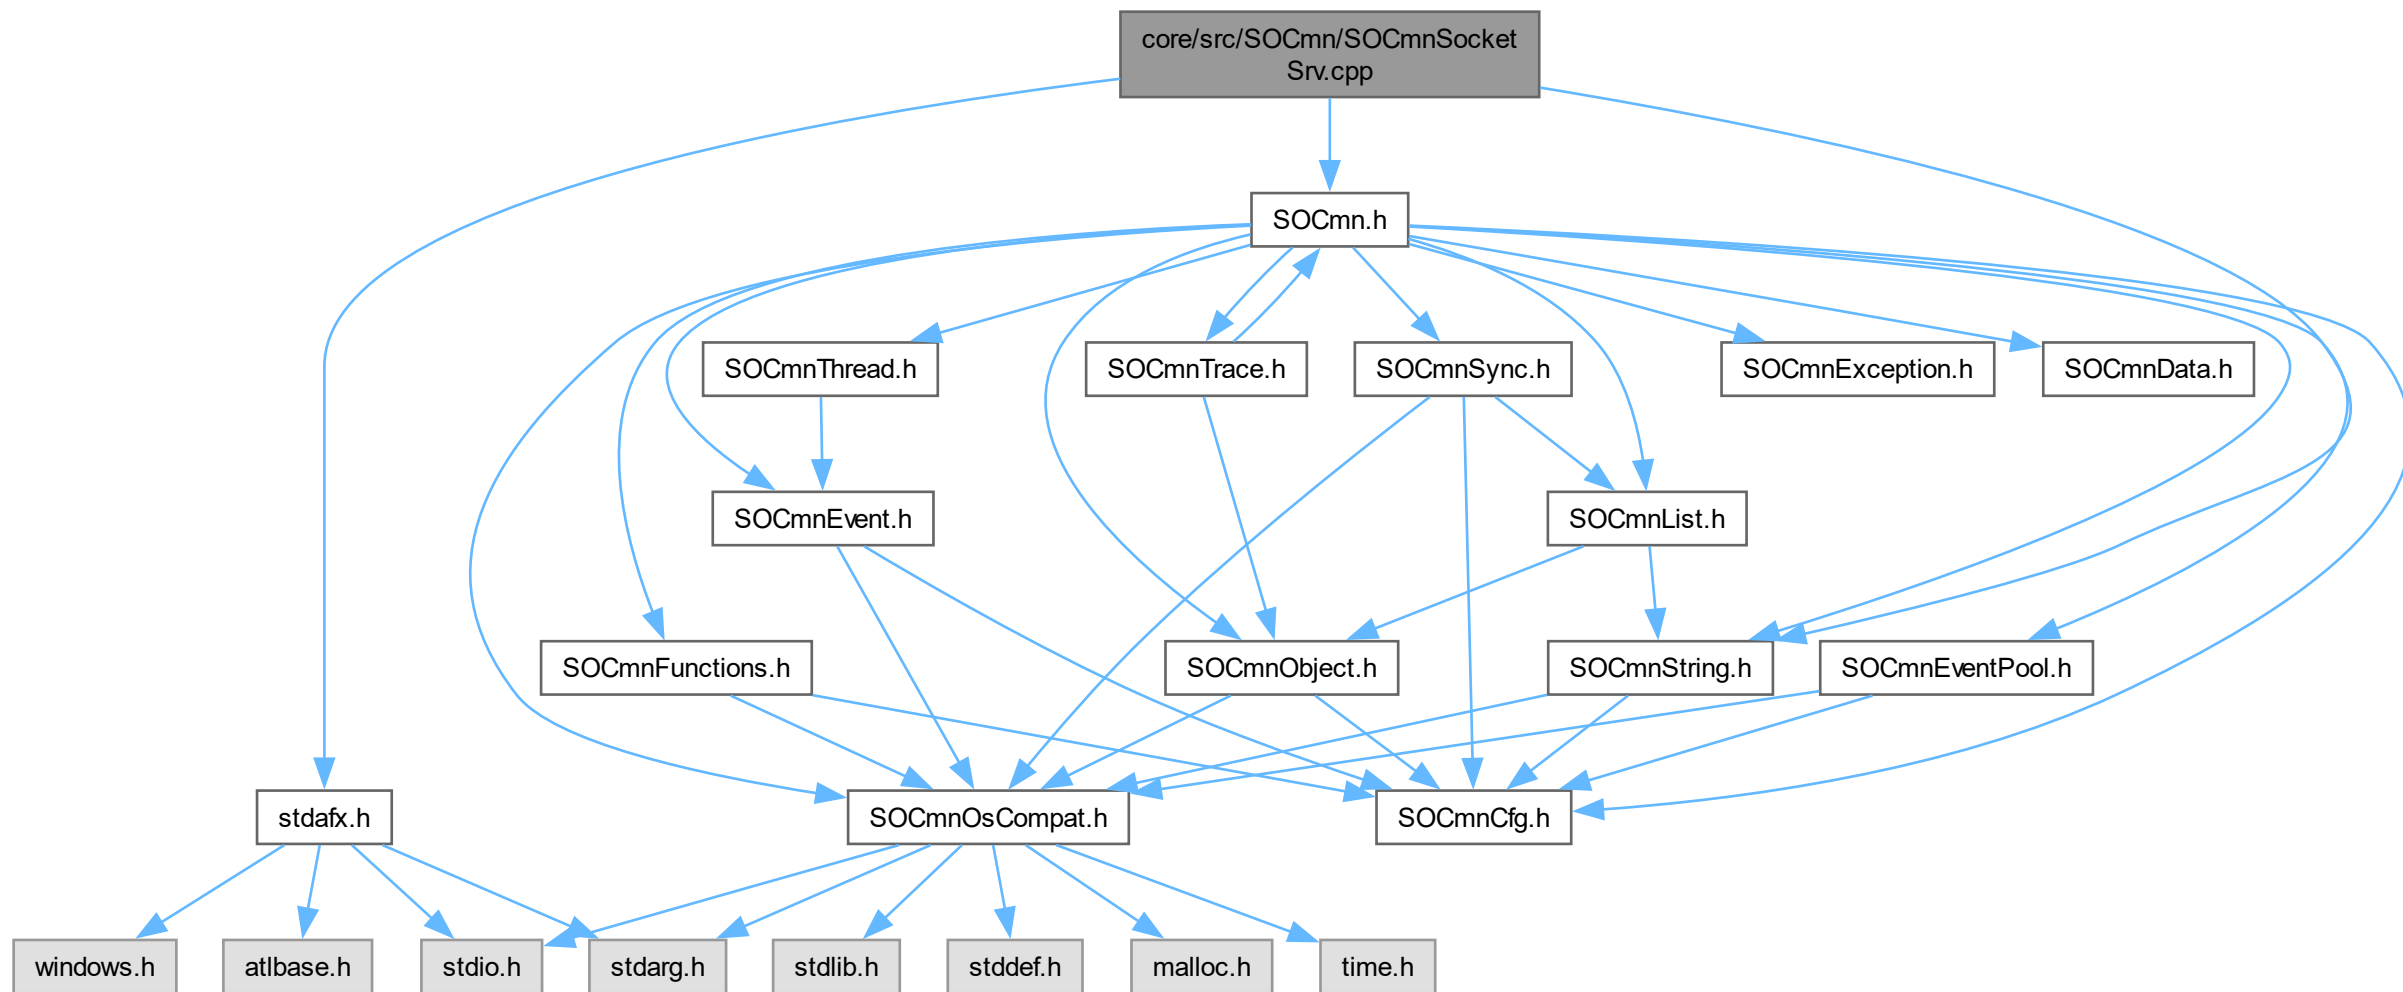 core/src/SOCmn/SOCmnSocket
Srv.cpp
SOCmn.h
SOCmnThread.h
SOCmnTrace.h
SOCmnSync.h
SOCmnException.h
SOCmnData.h
SOCmnEvent.h
SOCmnList.h
SOCmnFunctions.h
SOCmnObject.h
SOCmnString.h
SOCmnEventPool.h
stdafx.h
SOCmnOsCompat.h
SOCmnCfg.h
windows.h
atlbase.h
stdio.h
stdarg.h
stdlib.h
stddef.h
malloc.h
time.h